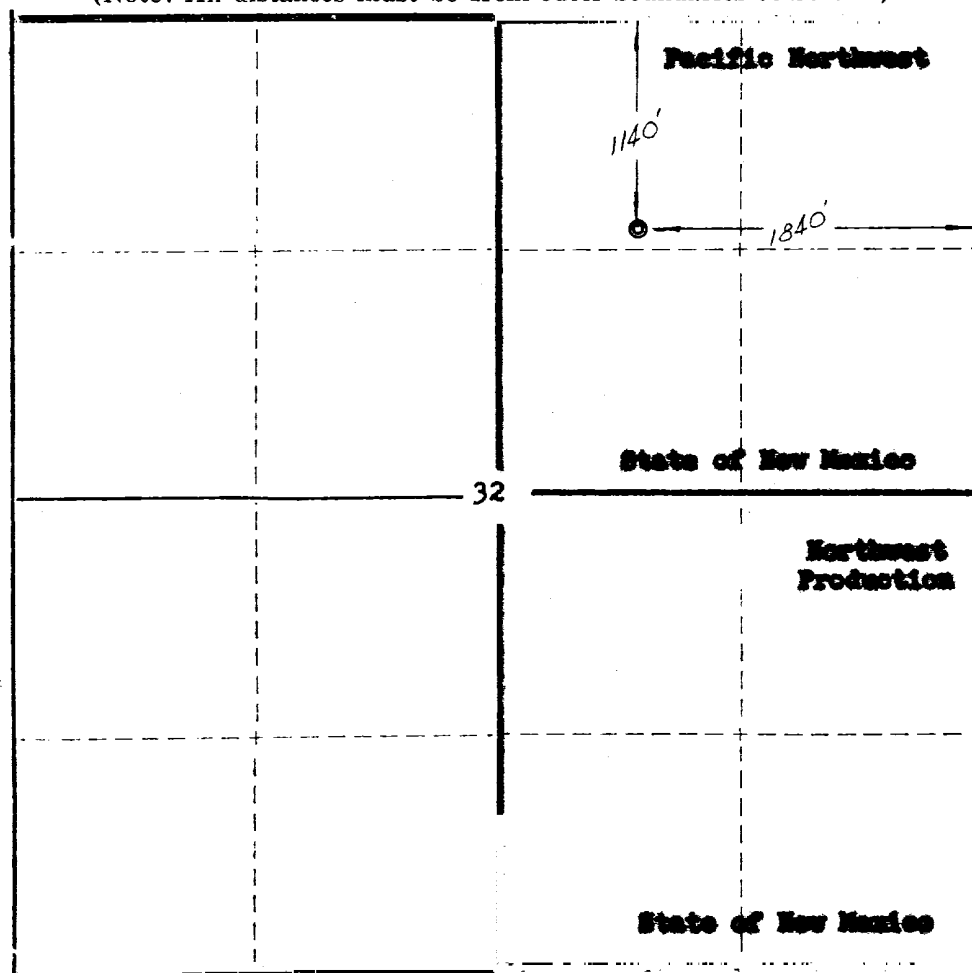 Pacific Northwest
1140'
1840'
State of New Mexico
32
Northwest
Production
State of New Mexico